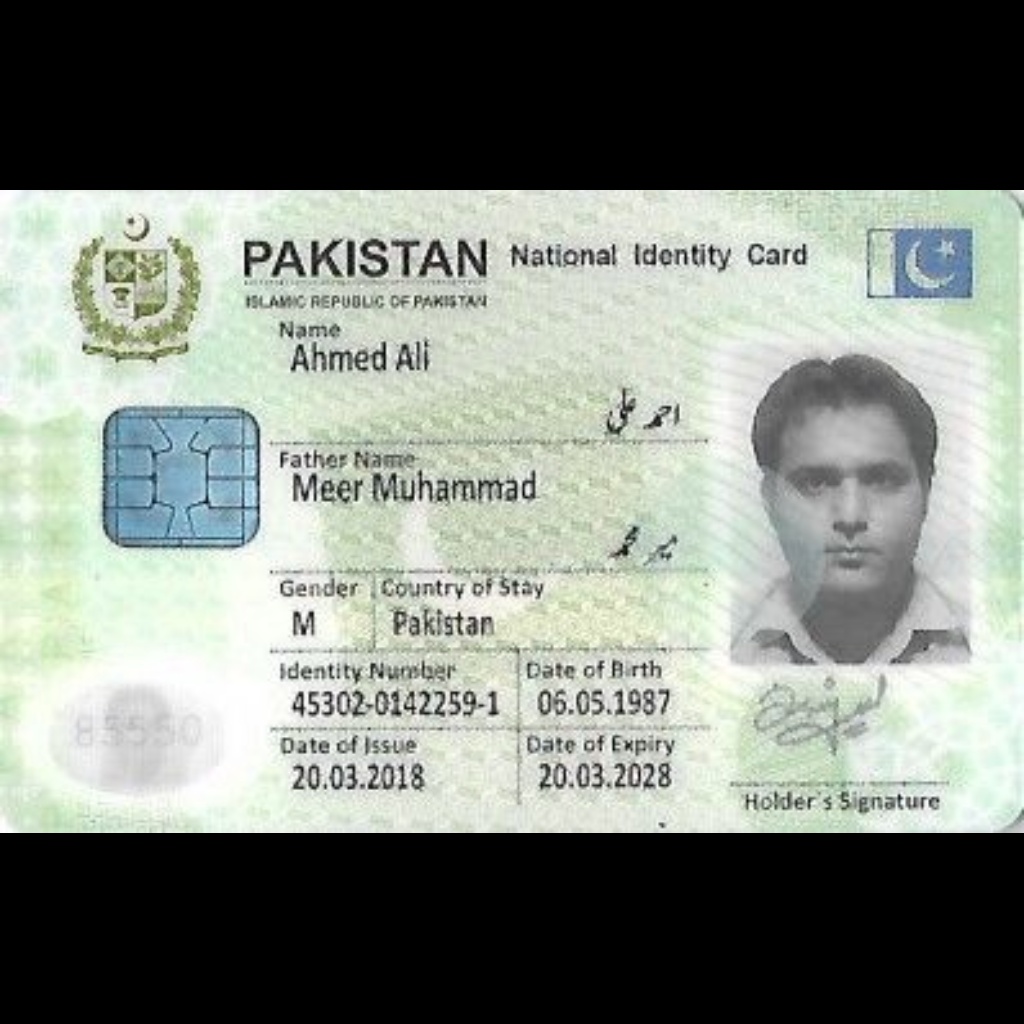 PAKISTAN National Identity Card
ISLAMIC REPUBLIC OF PAKISTAN
Name
Ahmed Ali
احمد علی
Father Name
Meer Muhammad
میر محمد
Gender Country of Stay
M Pakistan
Identity Number Date of Birth
45302-0142259-1 06.05.1987
Date of Issue Date of Expiry
20.03.2018 20.03.2028
Holder's Signature